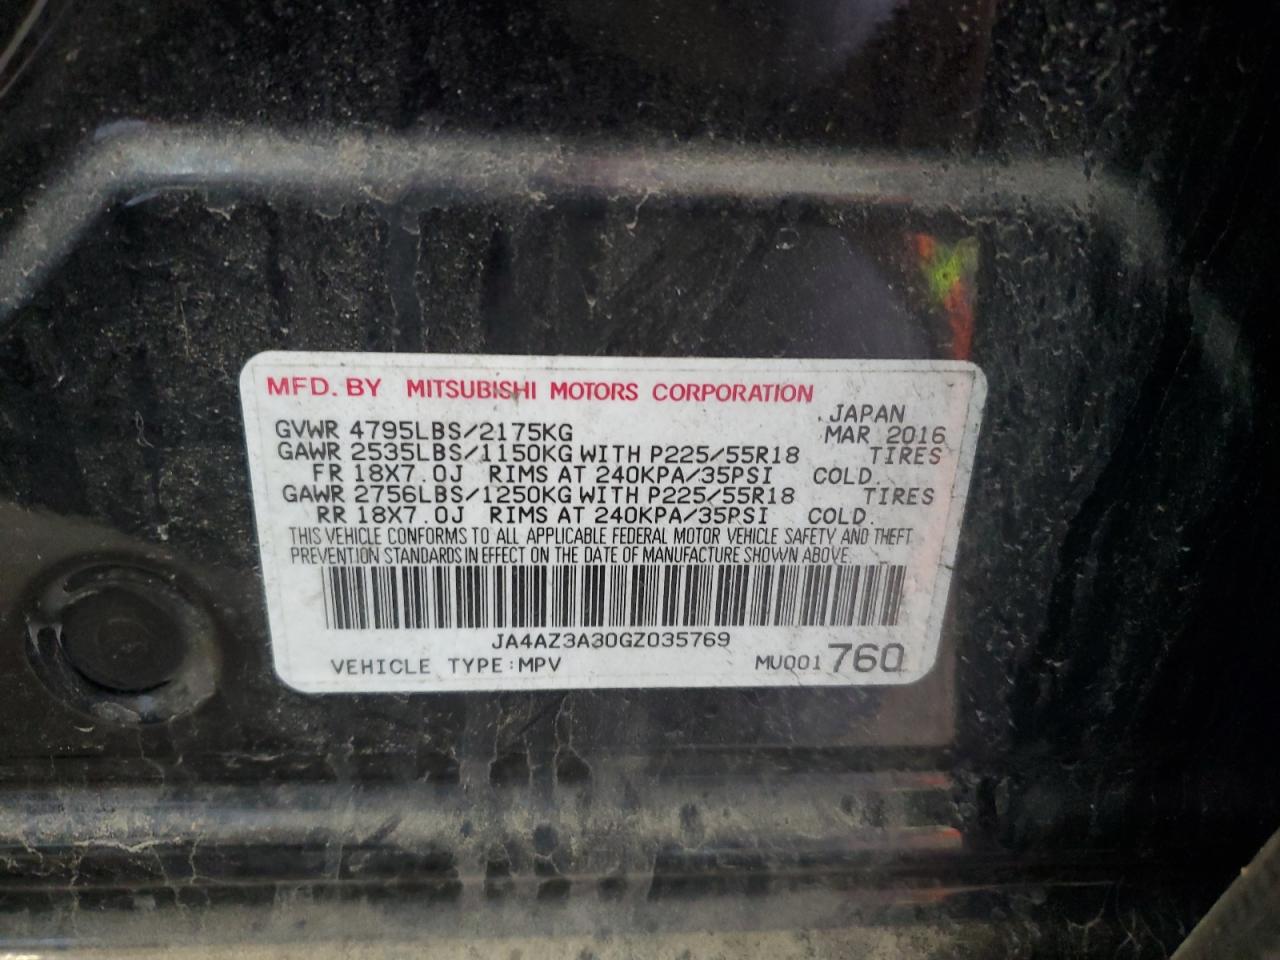 MFD. BY MITSUBISHI MOTORS CORPORATION
JAPAN
GVWR 4795LBS/2175KG MAR 2016
GAWR 2535LBS/1150KG WITH P225/55R18 TIRES
FR 18X7.0J RIMS AT 240KPA/35PSI COLD.
GAWR 2756LBS/1250KG WITH P225/55R18 TIRES
RR 18X7.0J RIMS AT 240KPA/35PSI COLD.
THIS VEHICLE CONFORMS TO ALL APPLICABLE FEDERAL MOTOR VEHICLE SAFETY AND THEFT
PREVENTION STANDARDS IN EFFECT ON THE DATE OF MANUFACTURE SHOWN ABOVE.
JA4AZ3A30GZ035769
VEHICLE TYPE:MPV MU001760